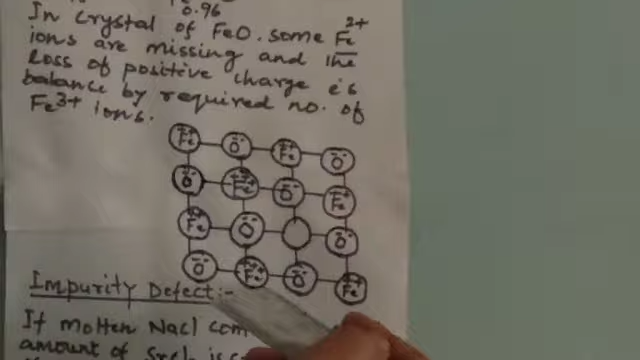 0.96
In crystal of FeO. some Fe²⁺
ions are missing and the
Loss of positive charge is
balance by required no. of
Fe³⁺ ions.
Fe O Fe O
O Fe O Fe
Fe O O
O Fe O Fe
Impurity Defect:-
If molten Nacl
amount of